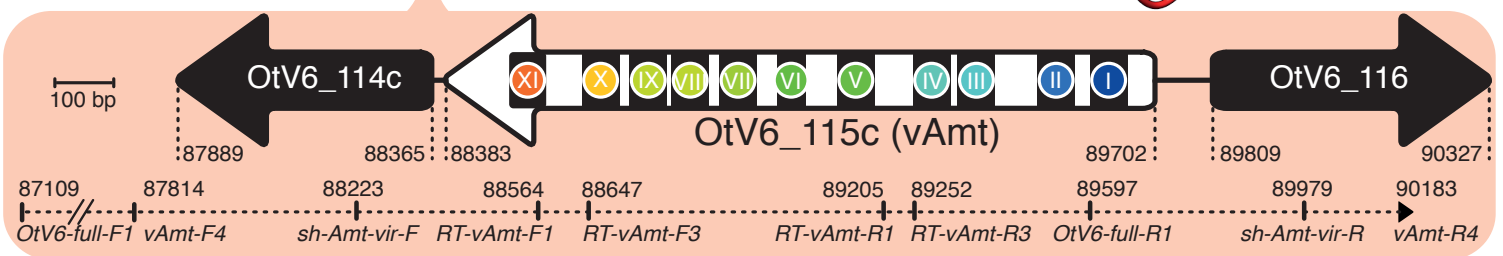 OtV6_114c XI X IX VII VII VI V IV III II I OtV6_116
100 bp
OtV6_115c (vAmt)
87889 88365 88383 89702 89809 90327
87109 87814 88223 88564 88647 89205 89252 89597 89979 90183
OtV6-full-F1 vAmt-F4 sh-Amt-vir-F RT-vAmt-F1 RT-vAmt-F3 RT-vAmt-R1 RT-vAmt-R3 OtV6-full-R1 sh-Amt-vir-R vAmt-R4